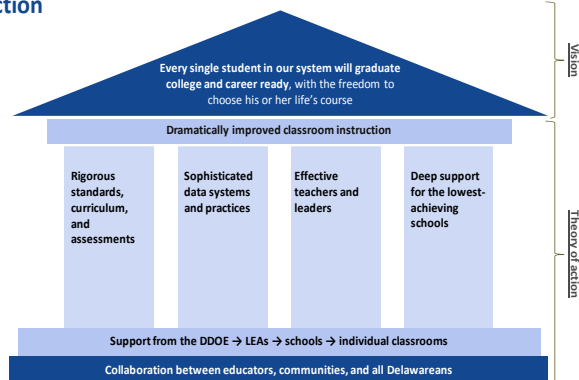 ction
Every single student in our system will graduate
college and career ready, with the freedom to
choose his or her life's course
Vision
Dramatically improved classroom instruction
Rigorous
standards,
curriculum,
and
assessments
Sophisticated
data systems
and practices
Effective
teachers and
leaders
Deep support
for the lowest-
achieving
schools
Theory of action
Support from the DDOE → LEAs → schools → individual classrooms
Collaboration between educators, communities, and all Delawareans